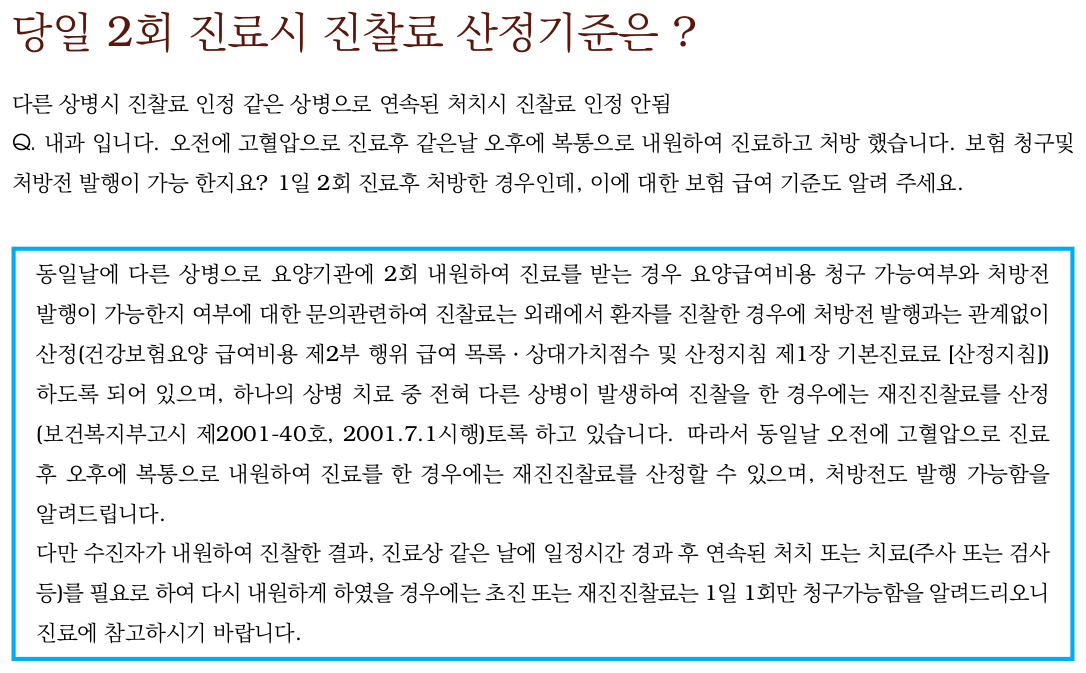 당일 2회 진료시 진찰료 산정기준은 ?
다른 상병시 진찰료 인정 같은 상병으로 연속된 처치시 진찰료 인정 안됨
Q. 내과 입니다. 오전에 고혈압으로 진료후 같은날 오후에 복통으로 내원하여 진료하고 처방 했습니다. 보험 청구및
처방전 발행이 가능 한지요? 1일 2회 진료후 처방한 경우인데, 이에 대한 보험 급여 기준도 알려 주세요.
동일날에 다른 상병으로 요양기관에 2회 내원하여 진료를 받는 경우 요양급여비용 청구 가능여부와 처방전
발행이 가능한지 여부에 대한 문의관련하여 진찰료는 외래에서 환자를 진찰한 경우에 처방전 발행과는 관계없이
산정(건강보험요양 급여비용 제2부 행위 급여 목록 · 상대가치점수 및 산정지침 제1장 기본진료료 [산정지침])
하도록 되어 있으며, 하나의 상병 치료 중 전혀 다른 상병이 발생하여 진찰을 한 경우에는 재진진찰료를 산정
(보건복지부고시 제2001-40호, 2001.7.1시행)토록 하고 있습니다. 따라서 동일날 오전에 고혈압으로 진료
후 오후에 복통으로 내원하여 진료를 한 경우에는 재진진찰료를 산정할 수 있으며, 처방전도 발행 가능함을
알려드립니다.
다만 수진자가 내원하여 진찰한 결과, 진료상 같은 날에 일정시간 경과 후 연속된 처치 또는 치료(주사 또는 검사
등)를 필요로 하여 다시 내원하게 하였을 경우에는 초진 또는 재진진찰료는 1일 1회만 청구가능함을 알려드리오니
진료에 참고하시기 바랍니다.